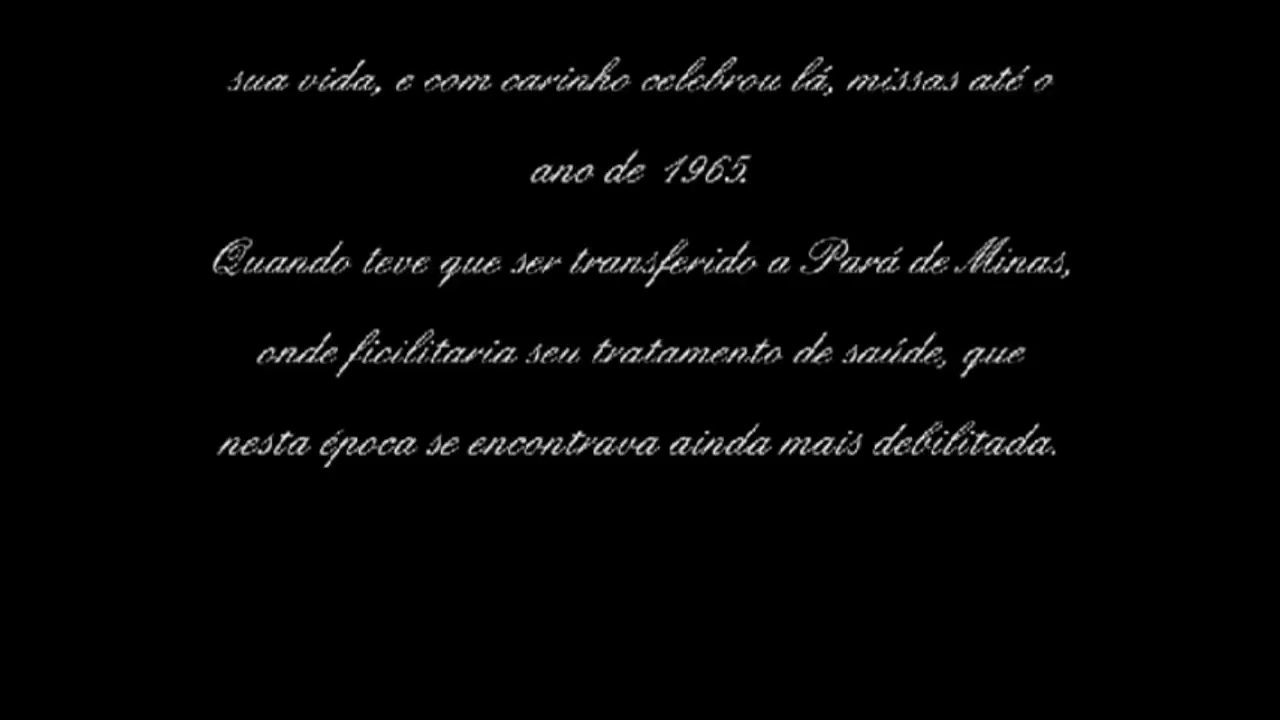 sua vida, e com carinho celebrou lá, missas até o
ano de 1965.
Quando teve que ser transferido a Pará de Minas,
onde ficilitaria seu tratamento de saúde, que
nesta época se encontrava ainda mais debilitada.